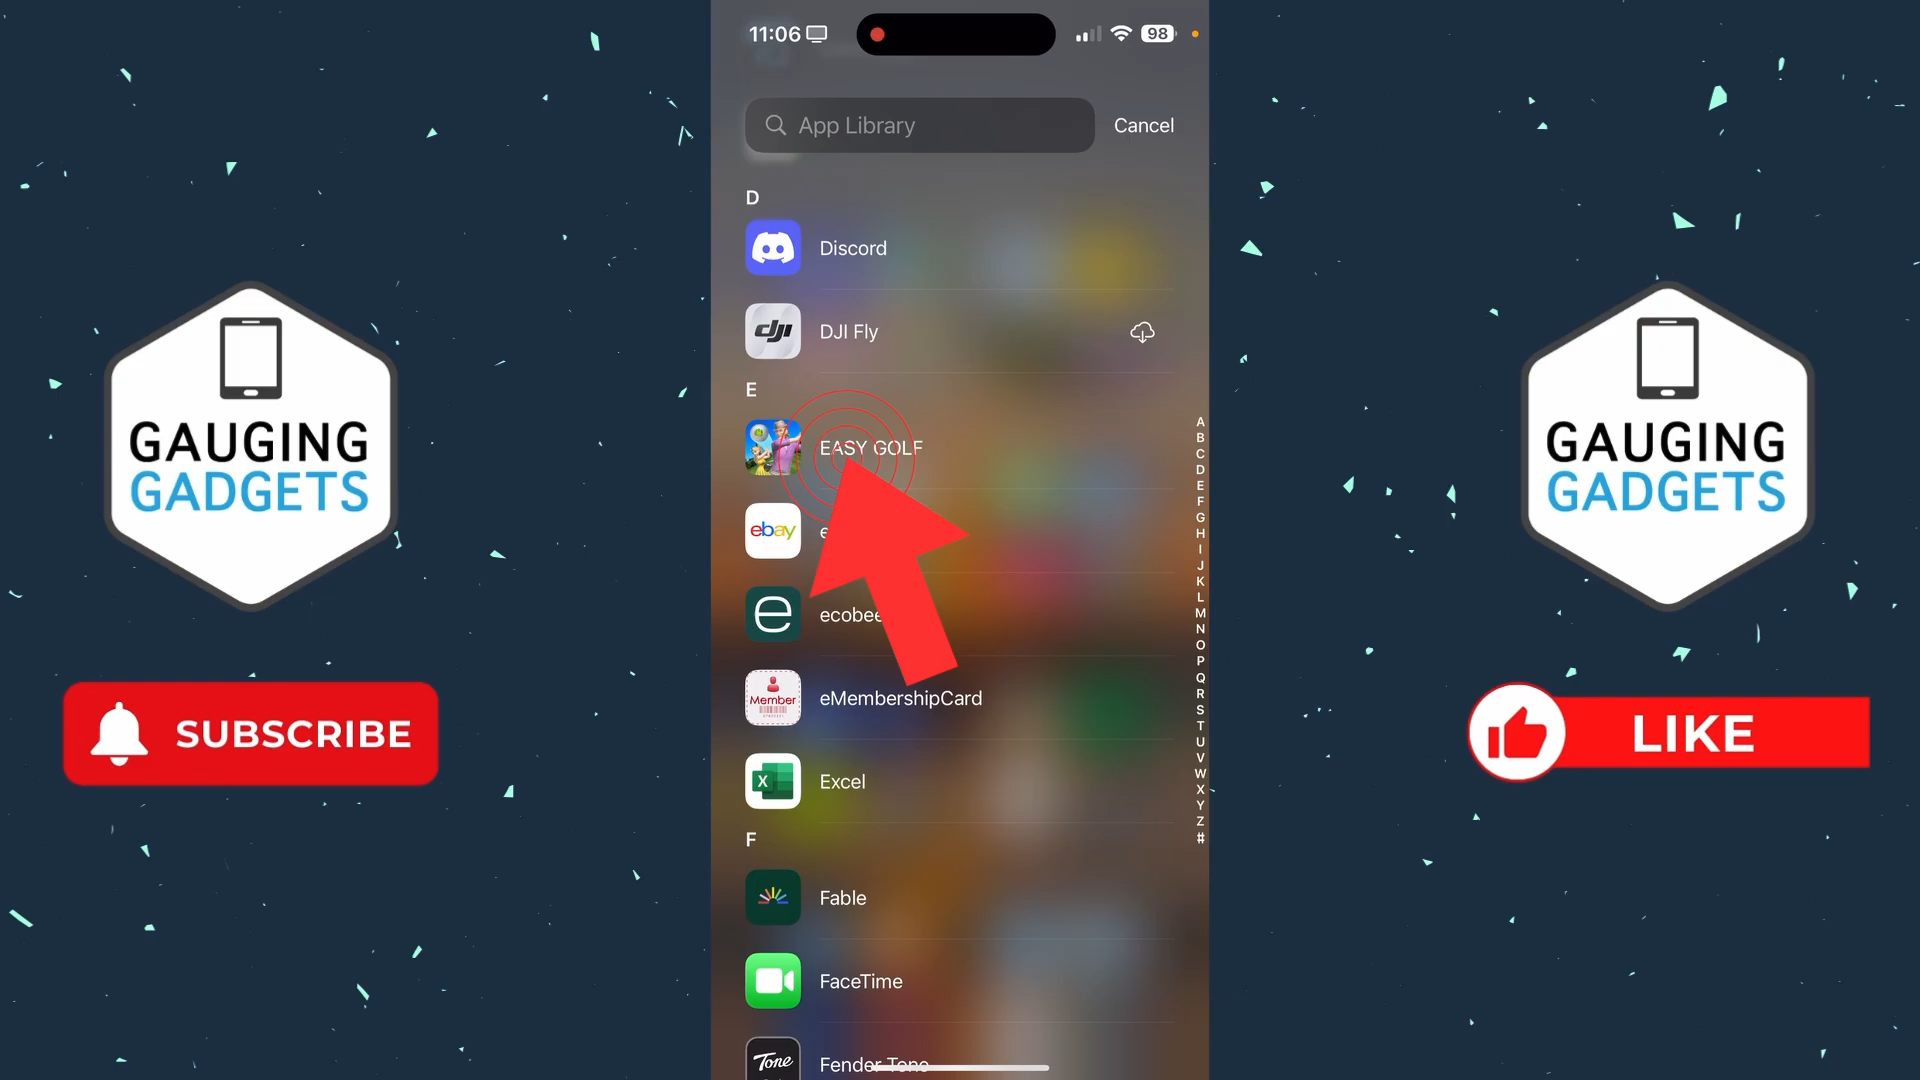 11:06
98
App Library
Cancel
D
Discord
dji
DJI Fly
E
EASY GOLF
ebay
e
e
ecobee
Member
eMembershipCard
X
Excel
F
Fable
FaceTime
Tone
Fender Tone
A
B
C
D
E
F
G
H
I
J
K
L
M
N
O
P
Q
R
S
T
U
V
W
X
Y
Z
#
GAUGING
GADGETS
SUBSCRIBE
GAUGING
GADGETS
LIKE